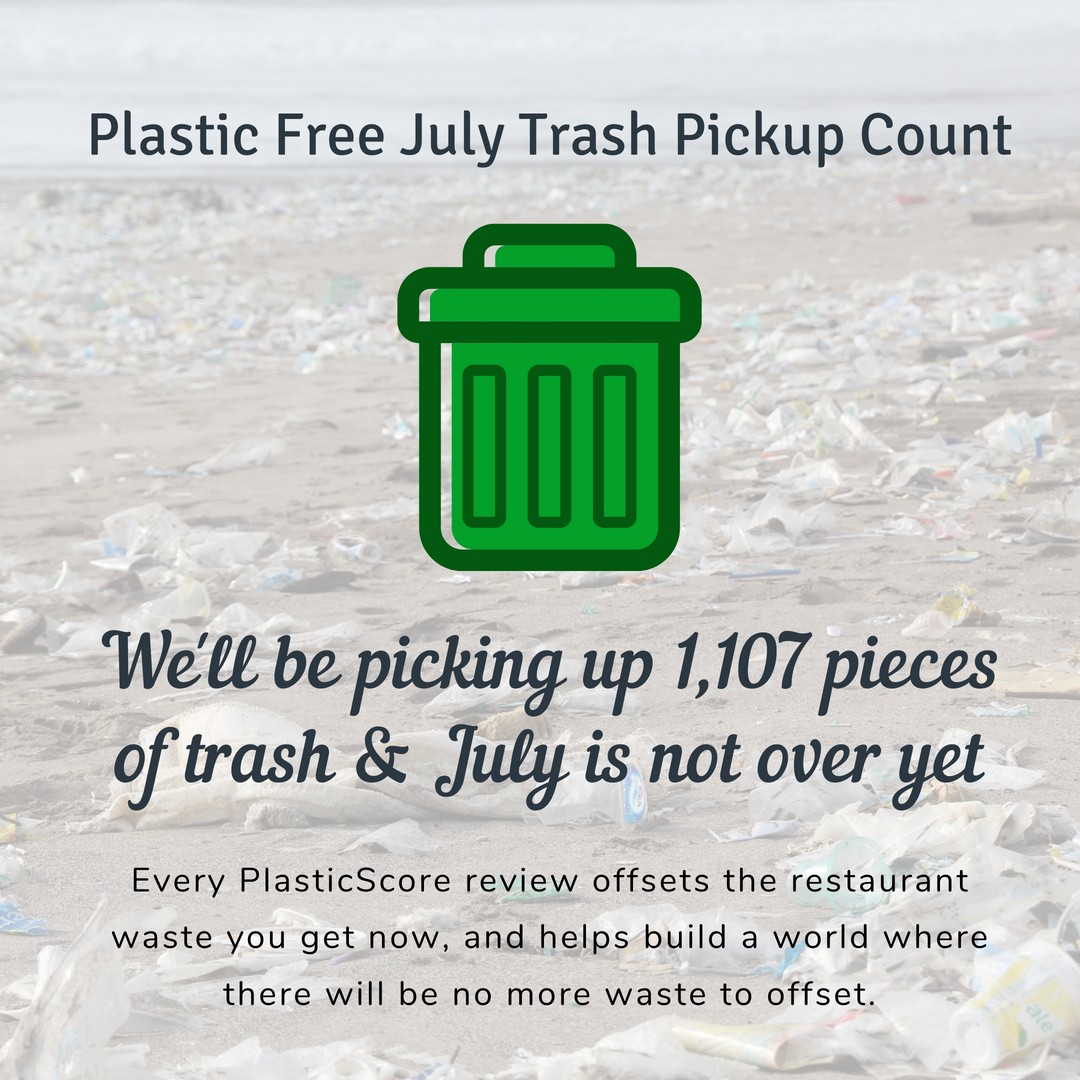 Plastic Free July Trash Pickup Count
We'll be picking up 1,107 pieces
of trash & July is not over yet
Every PlasticScore review offsets the restaurant
waste you get now, and helps build a world where
there will be no more waste to offset.